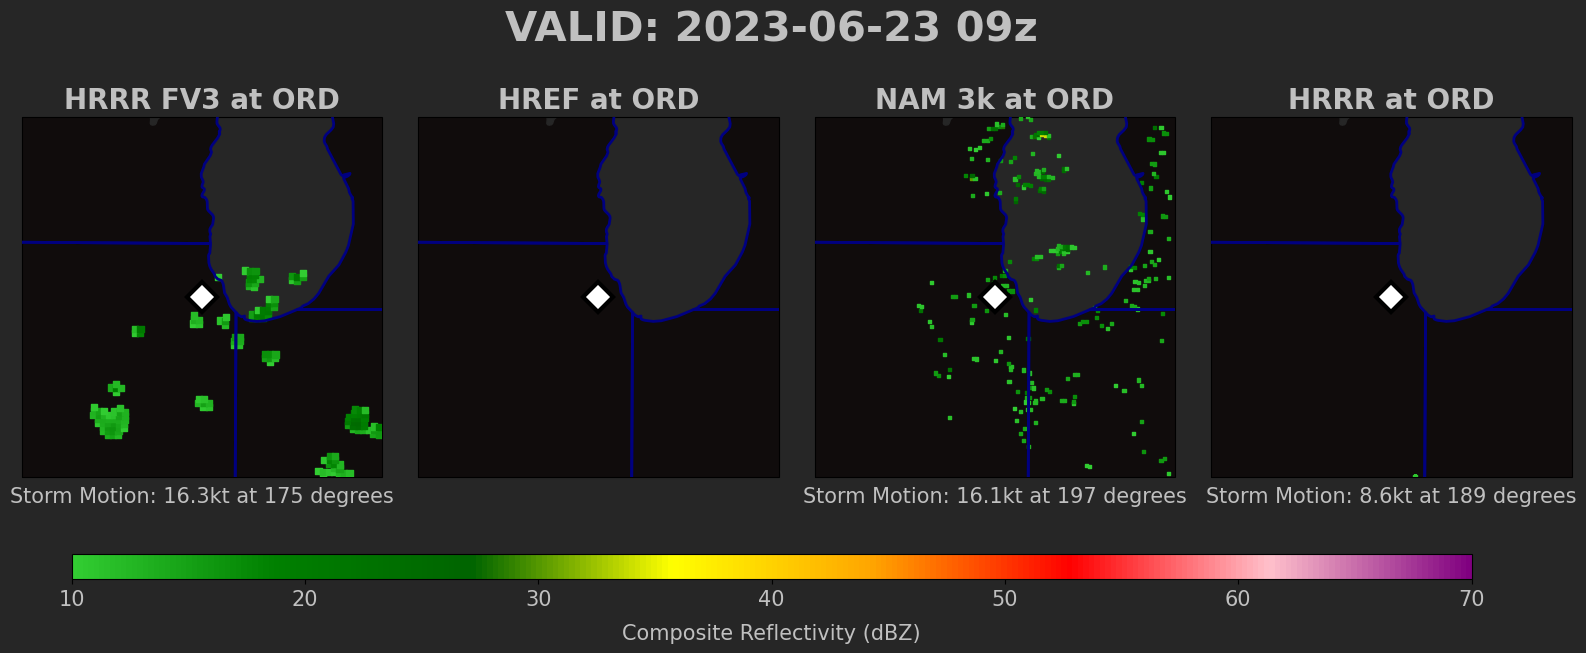 VALID: 2023-06-23 09z
HRRR FV3 at ORD
HREF at ORD
NAM 3k at ORD
HRRR at ORD
Storm Motion: 16.3kt at 175 degrees
Storm Motion: 16.1kt at 197 degrees
Storm Motion: 8.6kt at 189 degrees
10 20 30 40 50 60 70
Composite Reflectivity (dBZ)